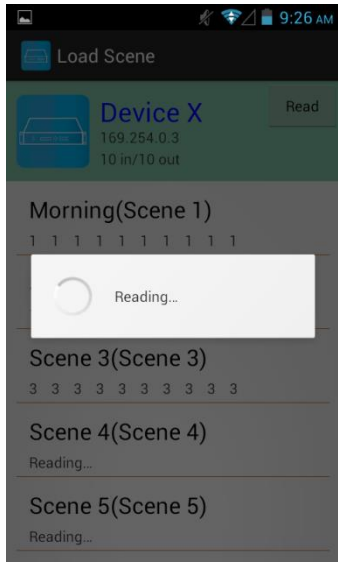 9:26 AM
Load Scene
Device X
Read
169.254.0.3
10 in/10 out
Morning(Scene 1)
1 1 1 1 1 1 1 1 1 1
Reading...
Scene 3(Scene 3)
3 3 3 3 3 3 3 3 3 3
Scene 4(Scene 4)
Reading...
Scene 5(Scene 5)
Reading...